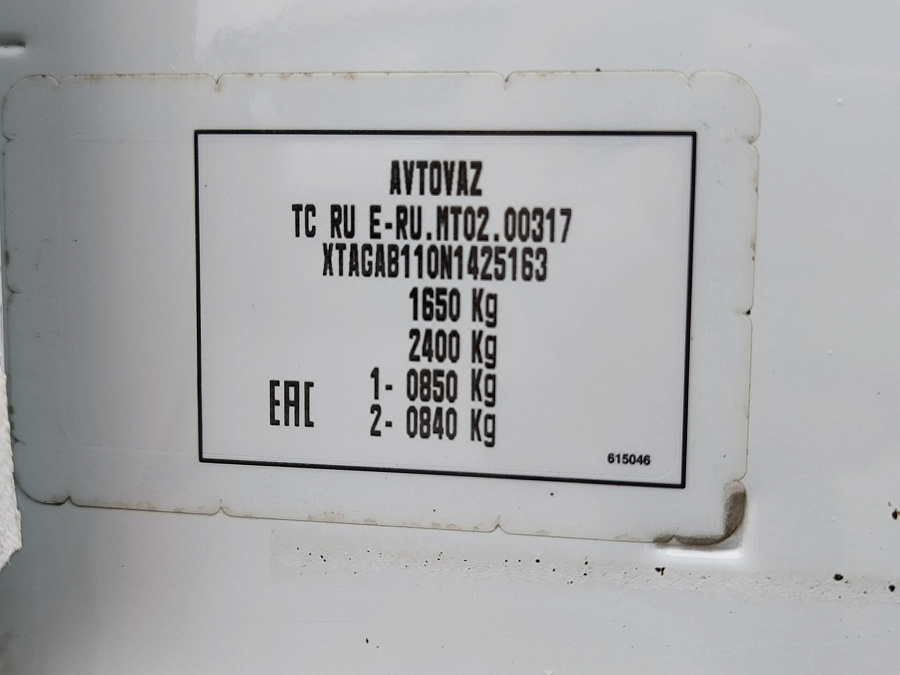 AVTOVAZ
TC RU E-RU.MT02.00317
XTAGAB110N1425163
1650 Kg
2400 Kg
1- 0850 Kg
EAC
2- 0840 Kg
615046